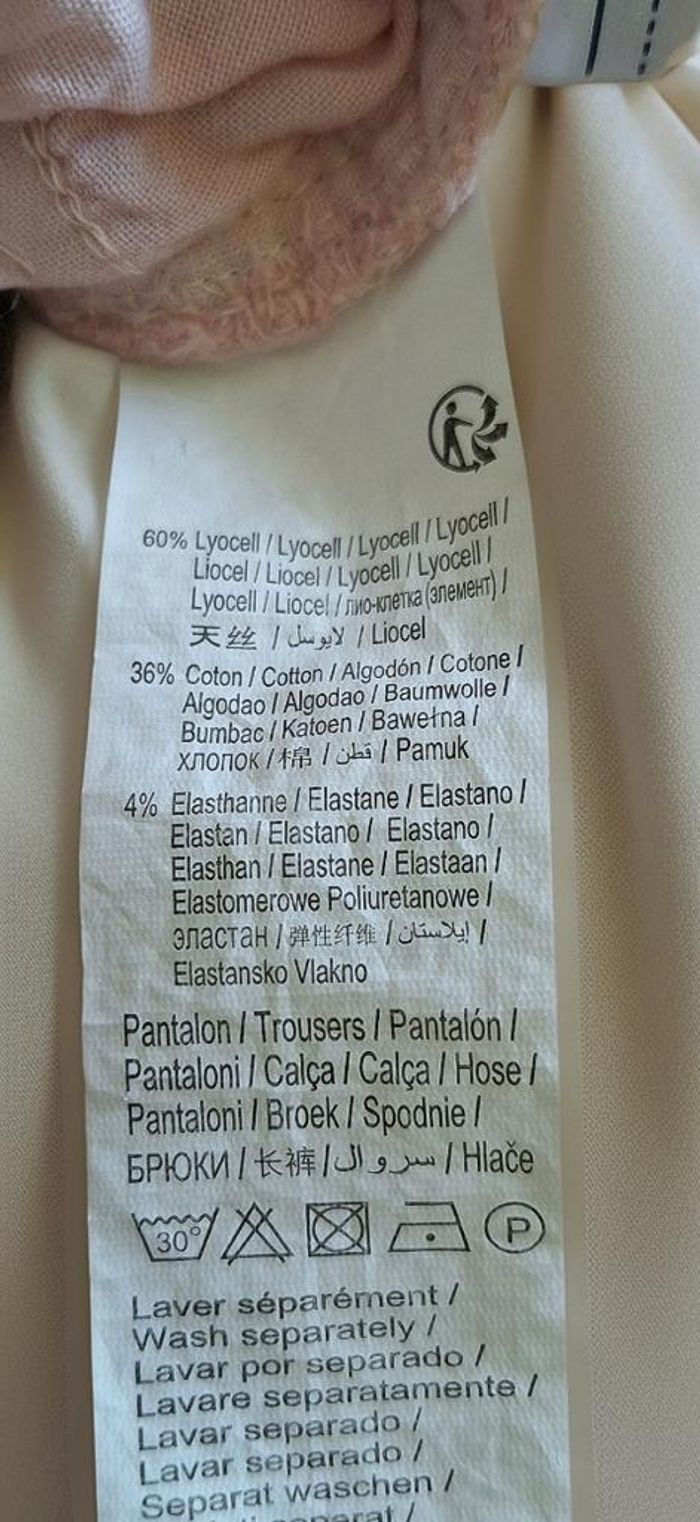 60% Lyocell / Lyocell / Lyocell / Lyocell /
Liocel / Liocel / Lyocell / Lyocell /
Lyocell / Liocel / лио-клетка (элемент) /
天丝 / لايوسل / Liocel
36% Coton / Cotton / Algodón / Cotone /
Algodao / Algodao / Baumwolle /
Bumbac / Katoen / Bawełna /
хлопок / 棉 / قطن / Pamuk
4% Elasthanne / Elastane / Elastano /
Elastan / Elastano / Elastano /
Elasthan / Elastane / Elastaan /
Elastomerowe Poliuretanowe /
эластан / 弹性纤维 / إيلاستان /
Elastansko Vlakno
Pantalon / Trousers / Pantalón /
Pantaloni / Calça / Calça / Hose /
Pantaloni / Broek / Spodnie /
БРЮКИ / 长裤 / سروال / Hlače
30° P
Laver séparément /
Wash separately /
Lavar por separado /
Lavare separatamente /
Lavar separado /
Lavar separado /
Separat waschen /